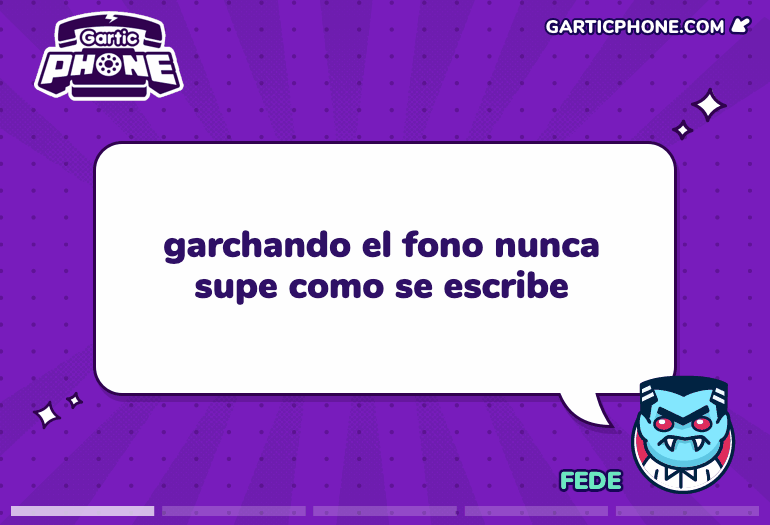 Gartic
PHONE
GARTICPHONE.COM
garchando el fono nunca
supe como se escribe
FEDE